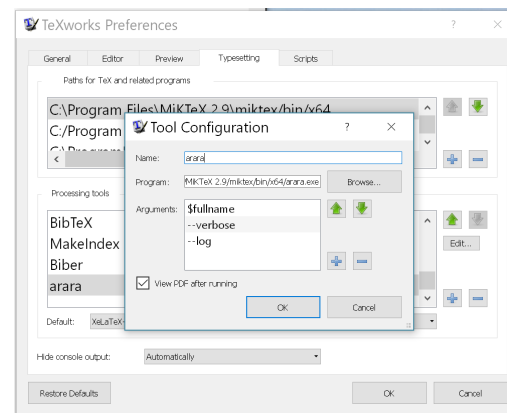 TeXworks Preferences
General Editor Preview Typesetting Scripts
Paths for TeX and related programs
C:\Program Files\MiKTeX 2.9\miktex/bin/x64
C:/Program
Tool Configuration
Name: arara
Program: MiKTeX 2.9/miktex/bin/x64/arara.exe Browse...
Arguments: $fullname
--verbose
--log
View PDF after running
OK Cancel
Processing tools
BibTeX
MakeIndex
Biber
arara
Edit...
Default: XeLaTeX
Hide console output: Automatically
Restore Defaults OK Cancel